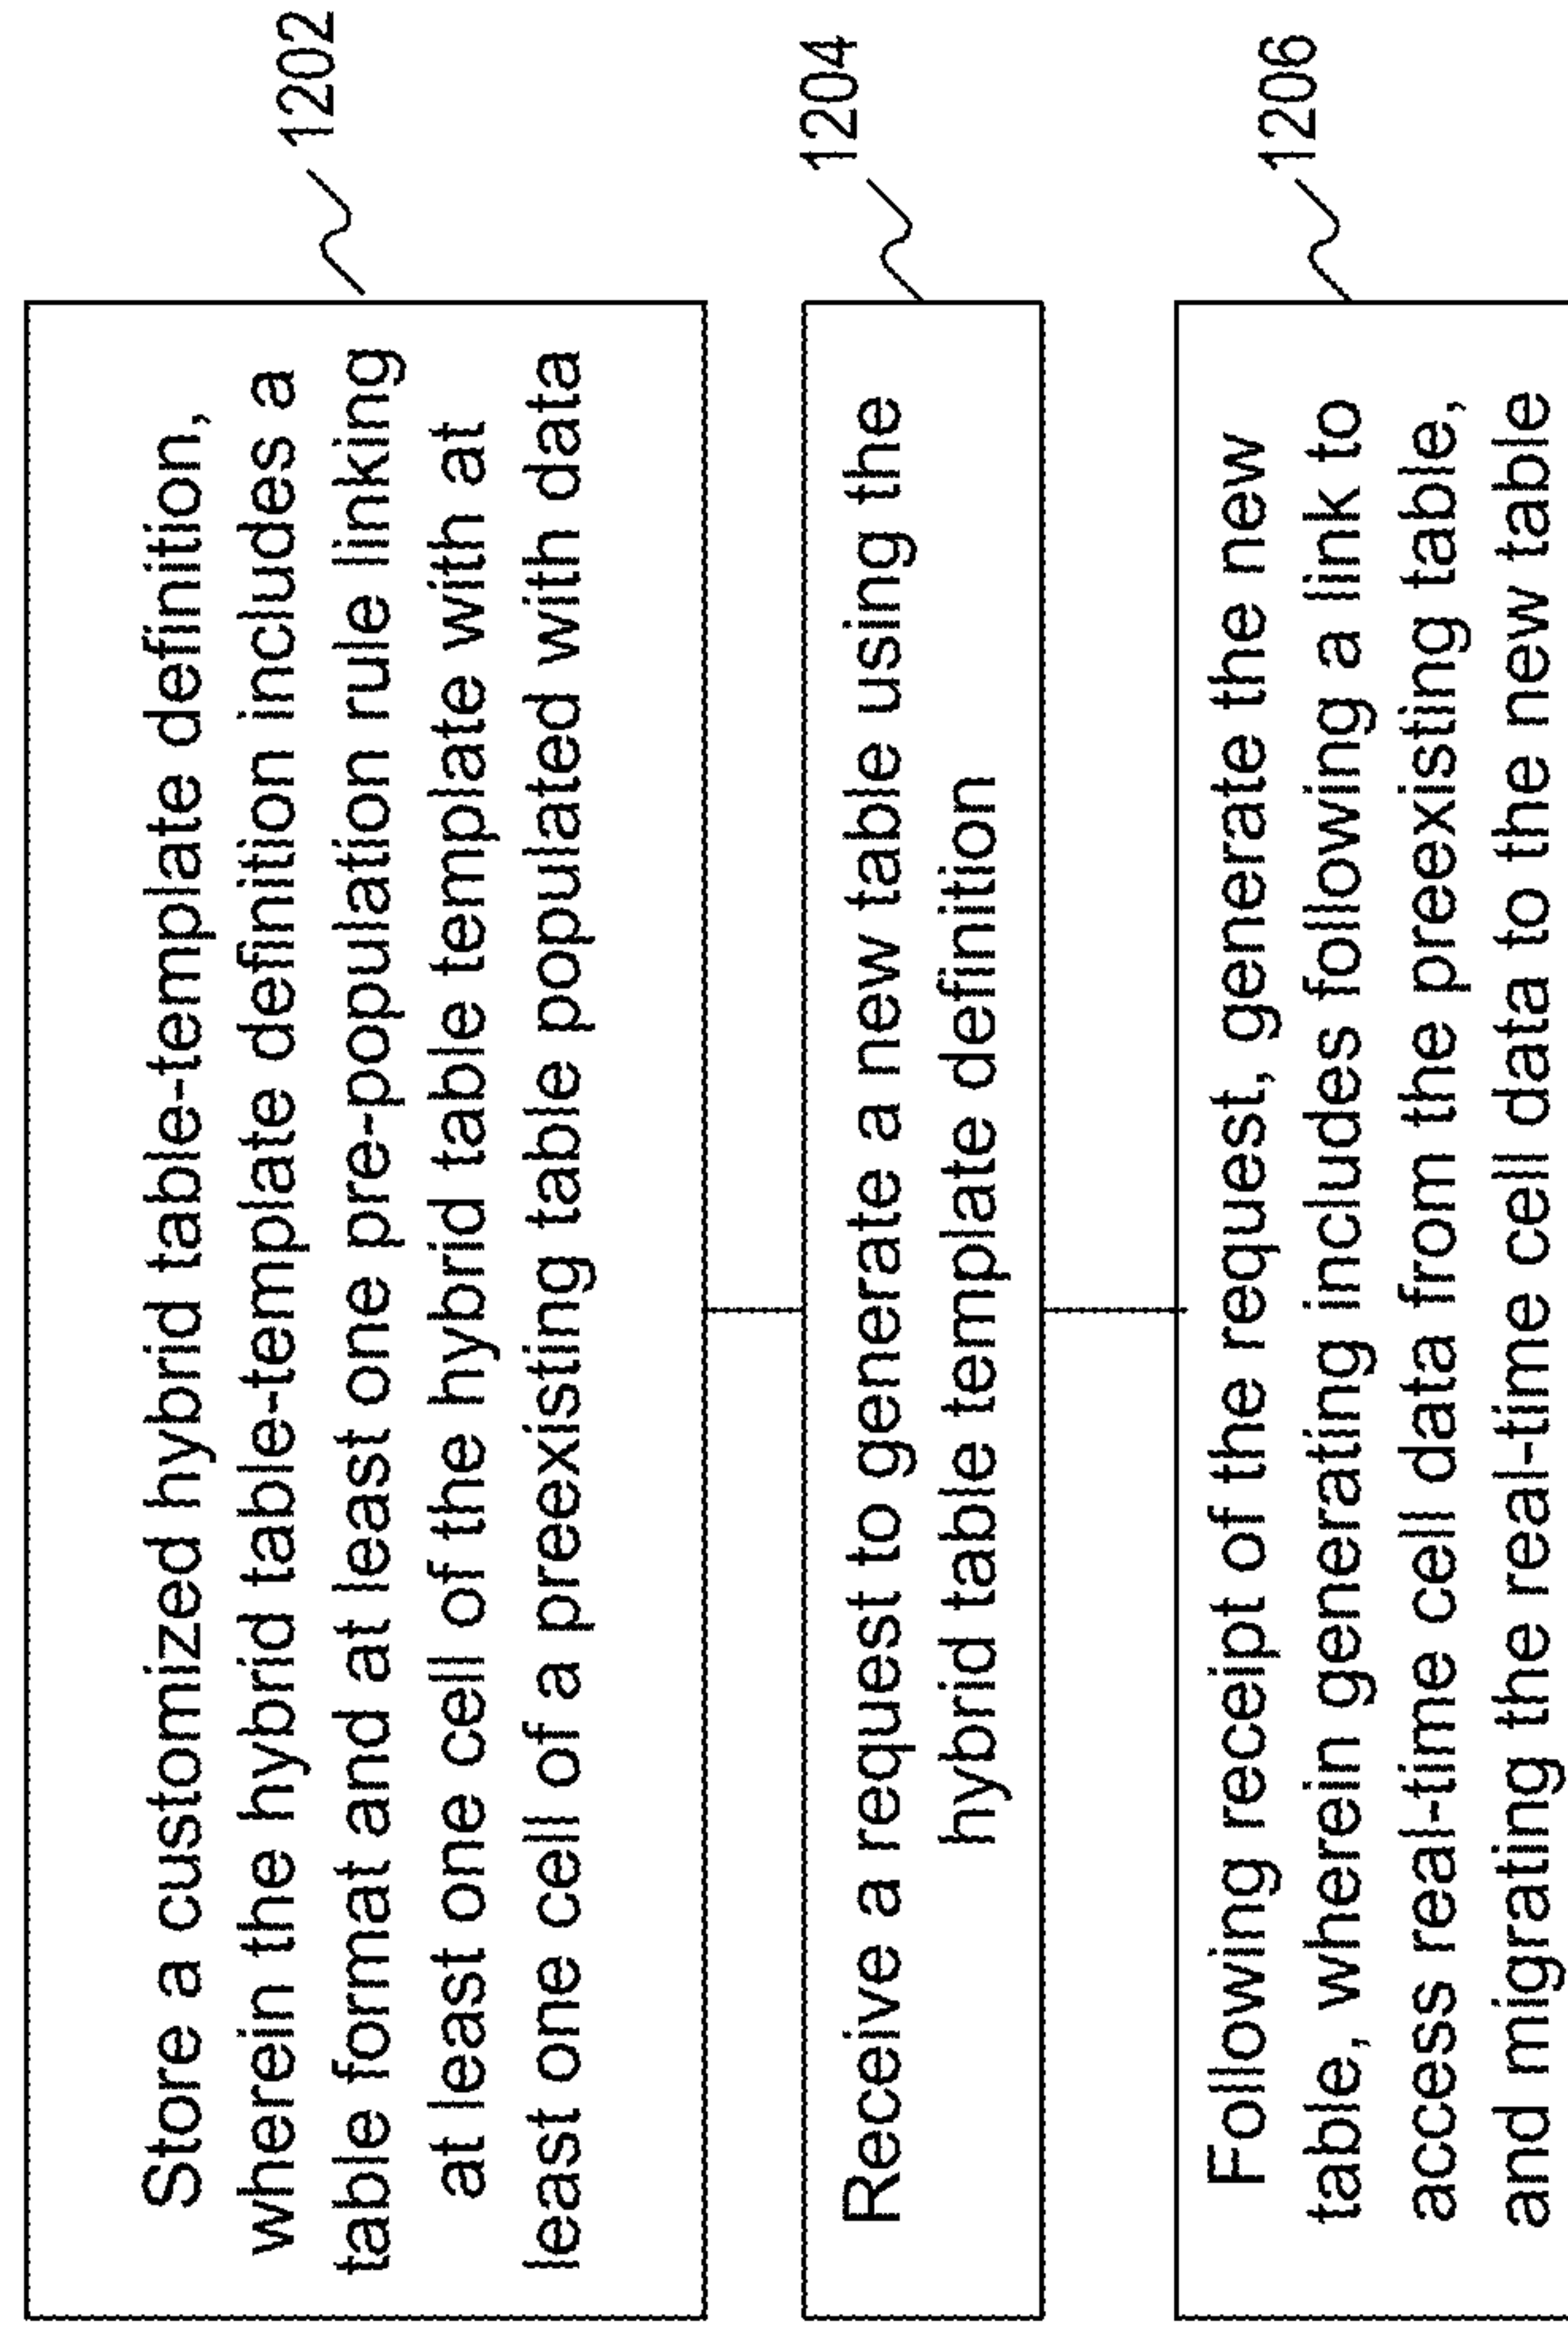 Store a customized hybrid table-template definition,
wherein the hybrid table-template definition includes a
table format and at least one pre-population rule linking
at least one cell of the hybrid table template with at
least one cell of a preexisting table populated with data
1202
Receive a request to generate a new table using the
hybrid table template definition
1204
Following receipt of the request, generate the new
table, wherein generating includes following a link to
access real-time cell data from the preexisting table,
and migrating the real-time cell data to the new table
1206